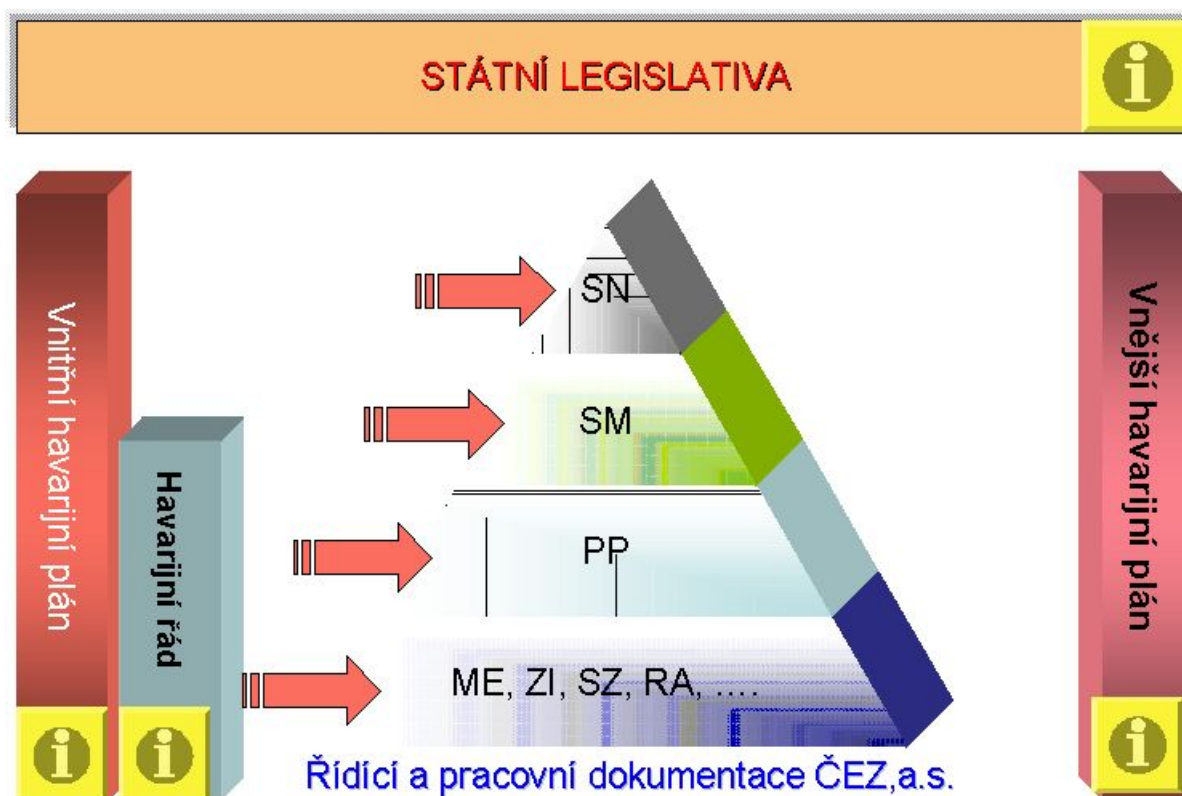 STÁTNÍ LEGISLATIVA
Vnitřní havarijní plán
Havarijní řád
SN
SM
PP
ME, ZI, SZ, RA, ....
Řídící a pracovní dokumentace ČEZ,a.s.
Vnější havarijní plán